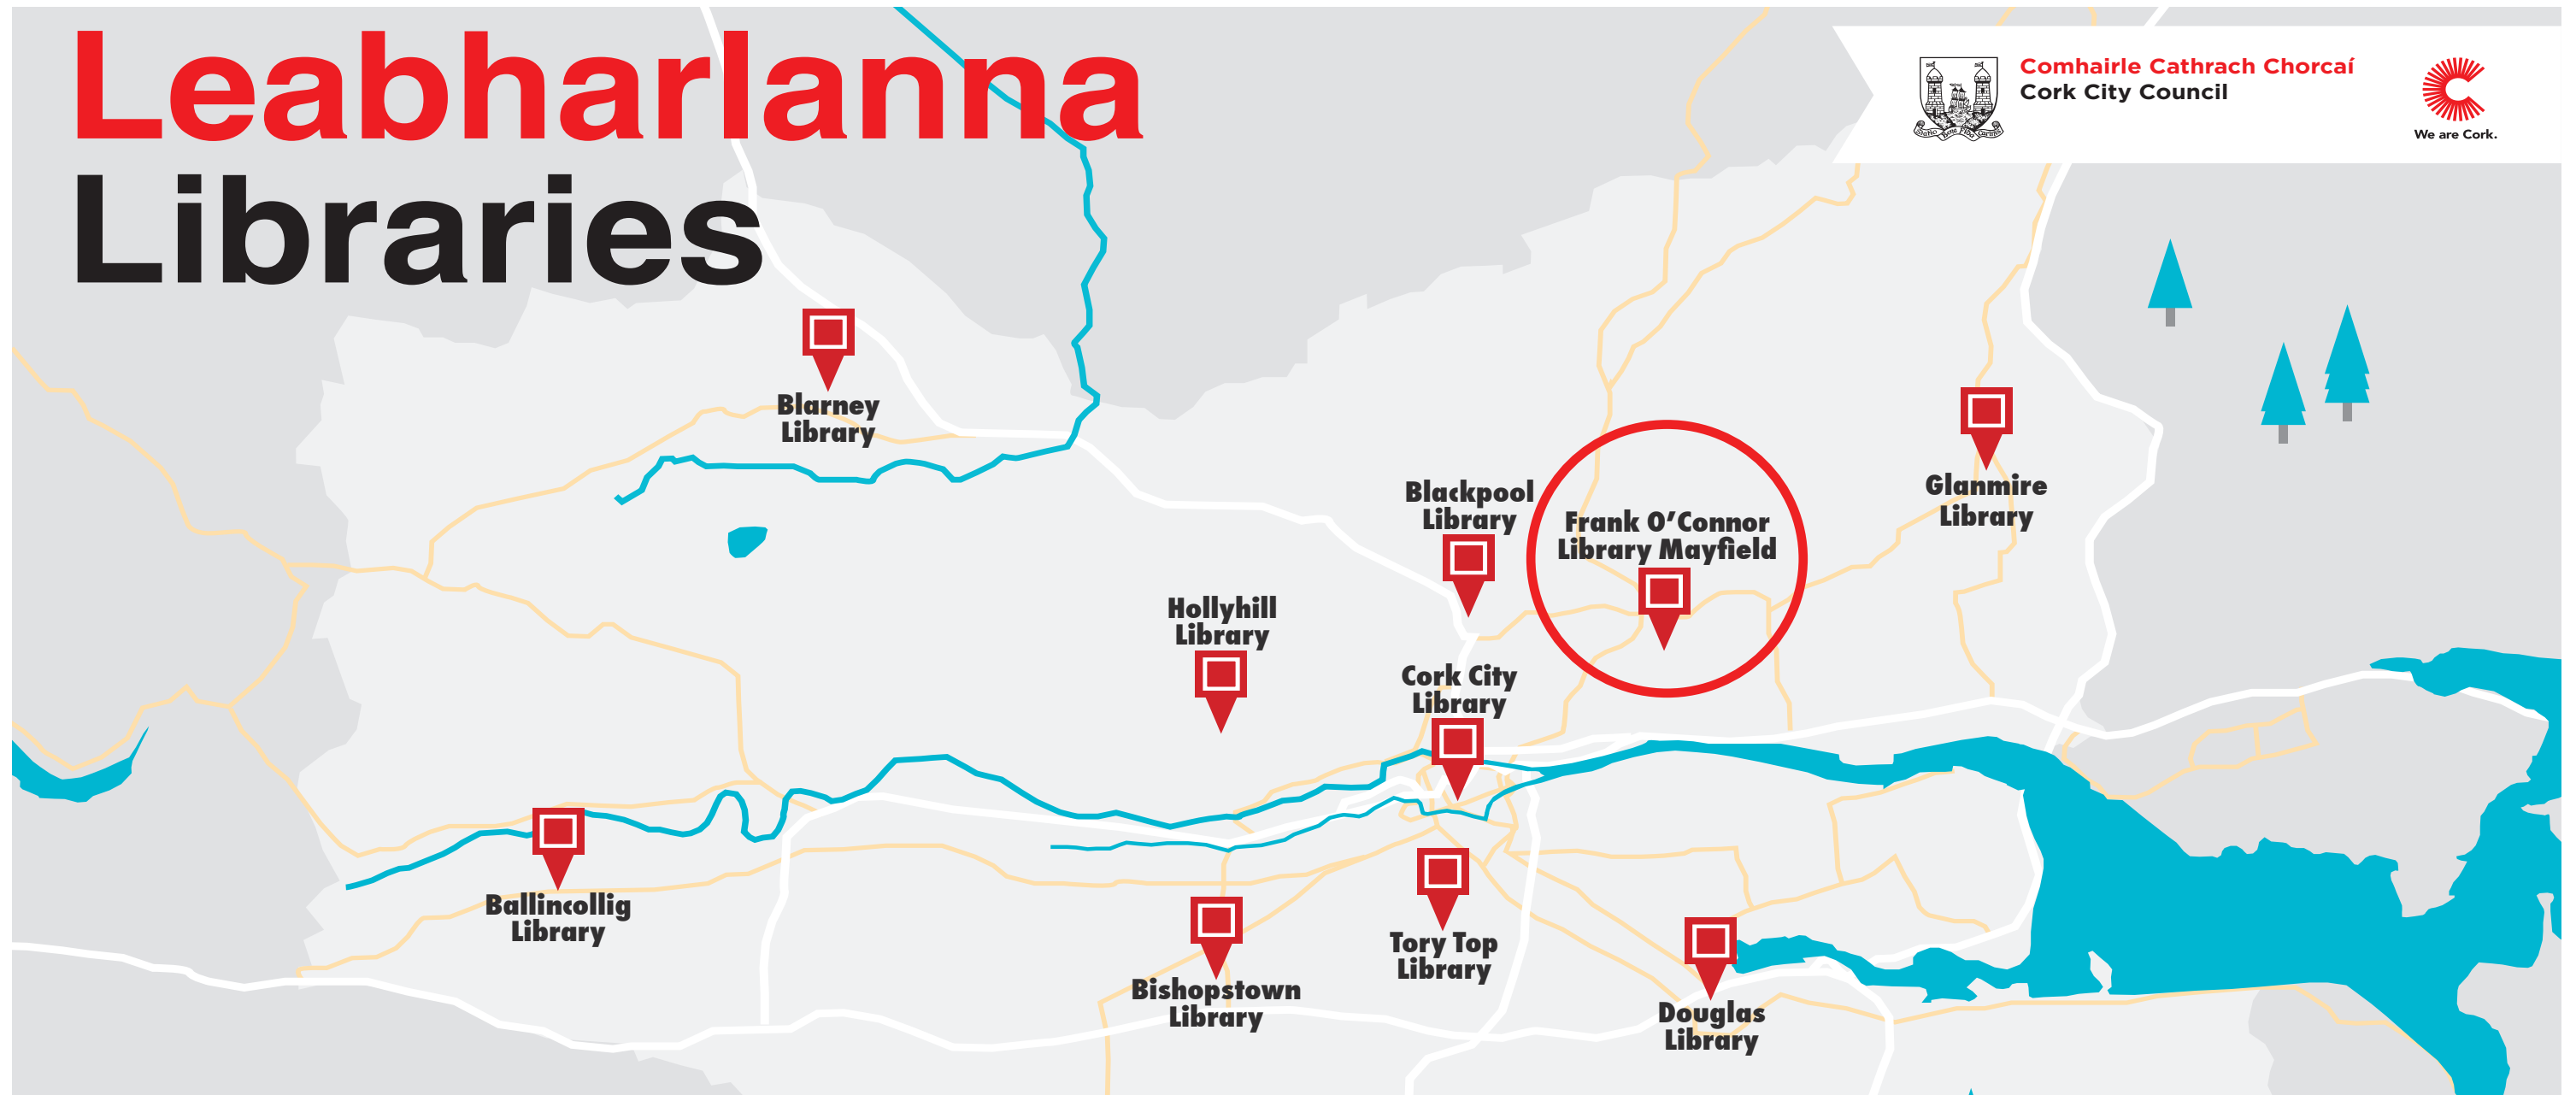 Leabharlanna
Libraries
Comhairle Cathrach Chorcaí
Cork City Council
We are Cork.
Blarney
Library
Glanmire
Library
Blackpool
Library
Frank O’Connor
Library Mayfield
Hollyhill
Library
Cork City
Library
Ballincollig
Library
Tory Top
Library
Bishopstown
Library
Douglas
Library